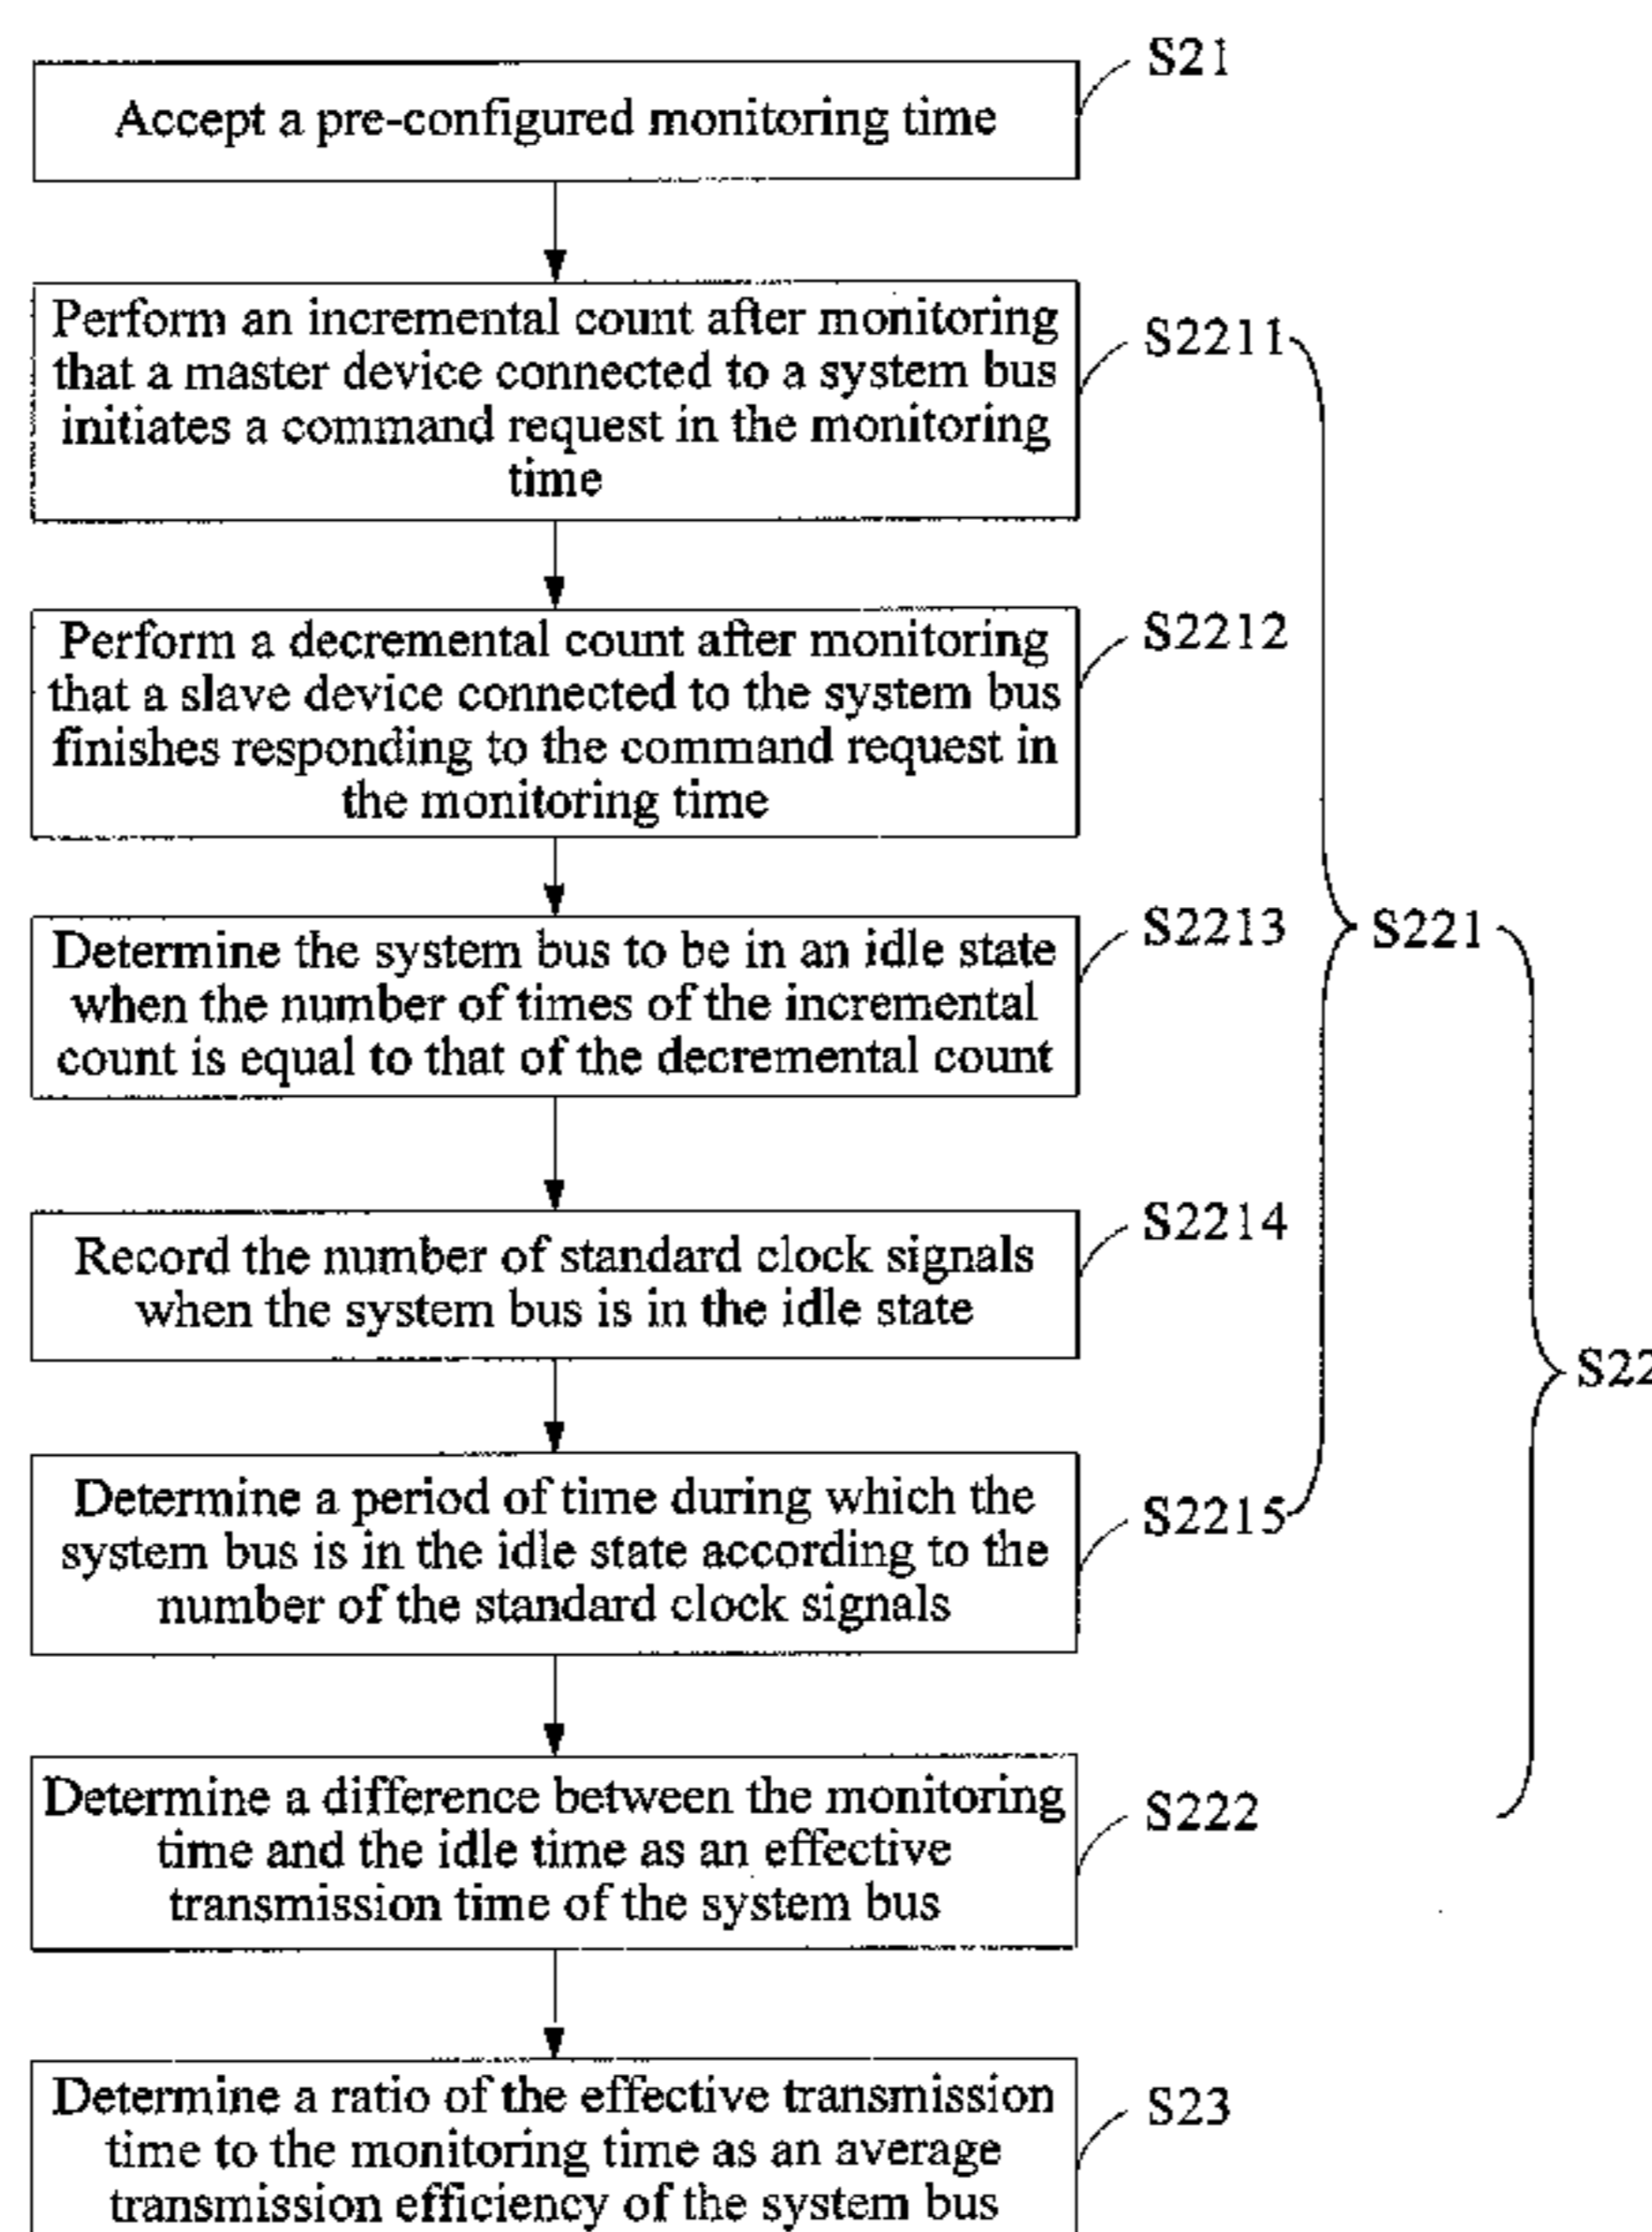 S21
Accept a pre-configured monitoring time
Perform an incremental count after monitoring
that a master device connected to a system bus
initiates a command request in the monitoring
time
S2211
Perform a decremental count after monitoring
that a slave device connected to the system bus
finishes responding to the command request in
the monitoring time
S2212
Determine the system bus to be in an idle state
when the number of times of the incremental
count is equal to that of the decremental count
S2213
S221
Record the number of standard clock signals
when the system bus is in the idle state
S2214
S22
Determine a period of time during which the
system bus is in the idle state according to the
number of the standard clock signals
S2215
Determine a difference between the monitoring
time and the idle time as an effective
transmission time of the system bus
S222
Determine a ratio of the effective transmission
time to the monitoring time as an average
transmission efficiency of the system bus
S23